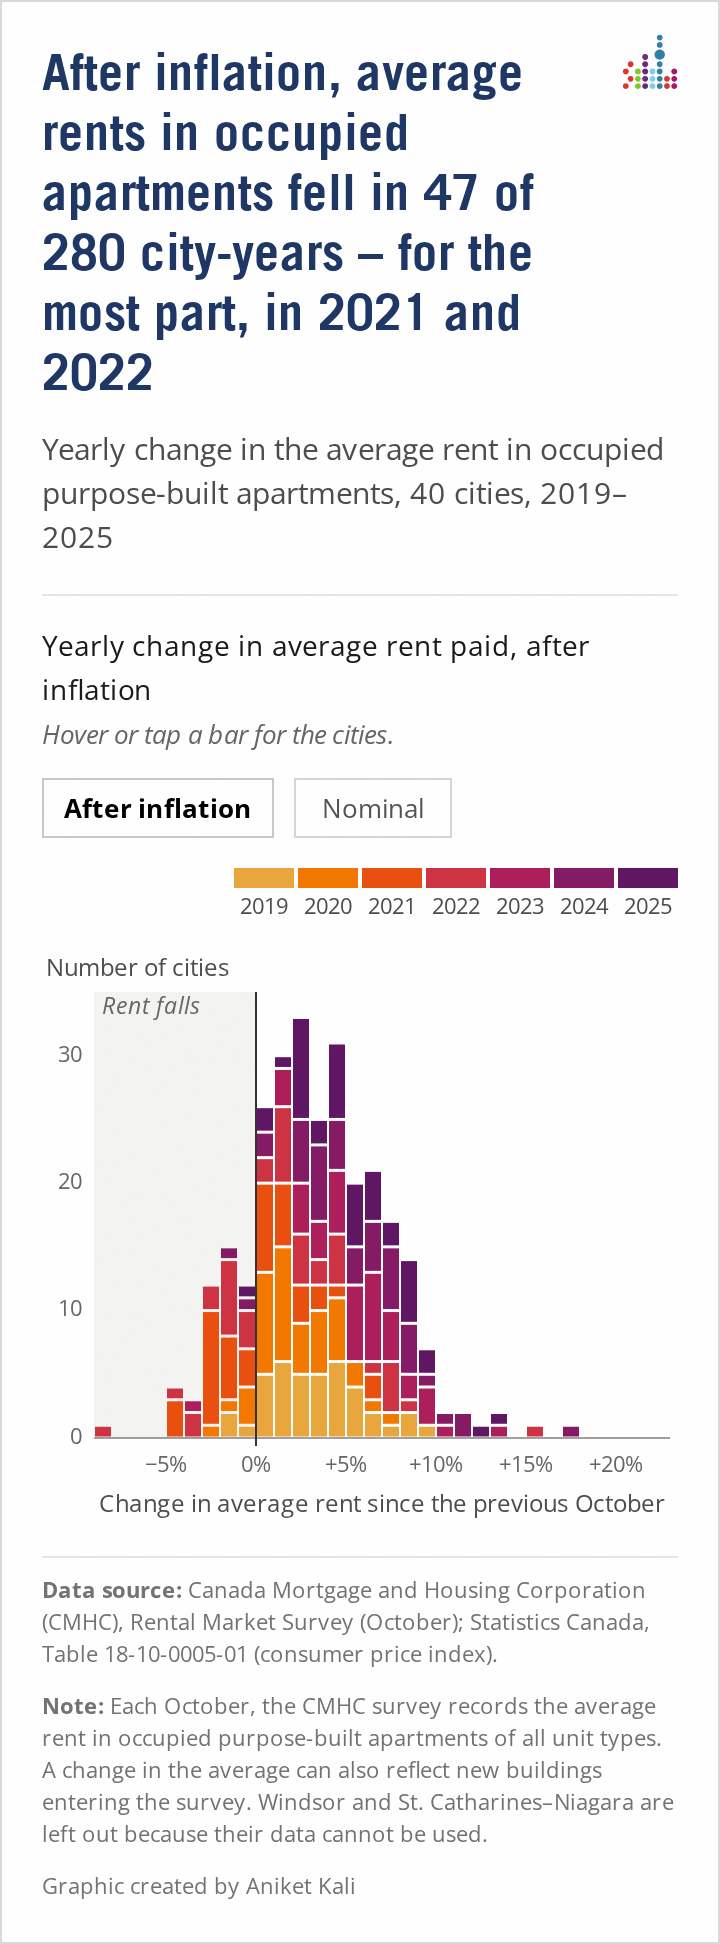 After inflation, average
rents in occupied
apartments fell in 47 of
280 city-years – for the
most part, in 2021 and
2022
Yearly change in the average rent in occupied
purpose-built apartments, 40 cities, 2019–
2025
Yearly change in average rent paid, after
inflation
Hover or tap a bar for the cities.
After inflation Nominal
2019 2020 2021 2022 2023 2024 2025
Number of cities
Rent falls
30
20
10
0
−5% 0% +5% +10% +15% +20%
Change in average rent since the previous October
Data source: Canada Mortgage and Housing Corporation
(CMHC), Rental Market Survey (October); Statistics Canada,
Table 18-10-0005-01 (consumer price index).
Note: Each October, the CMHC survey records the average
rent in occupied purpose-built apartments of all unit types.
A change in the average can also reflect new buildings
entering the survey. Windsor and St. Catharines–Niagara are
left out because their data cannot be used.
Graphic created by Aniket Kali